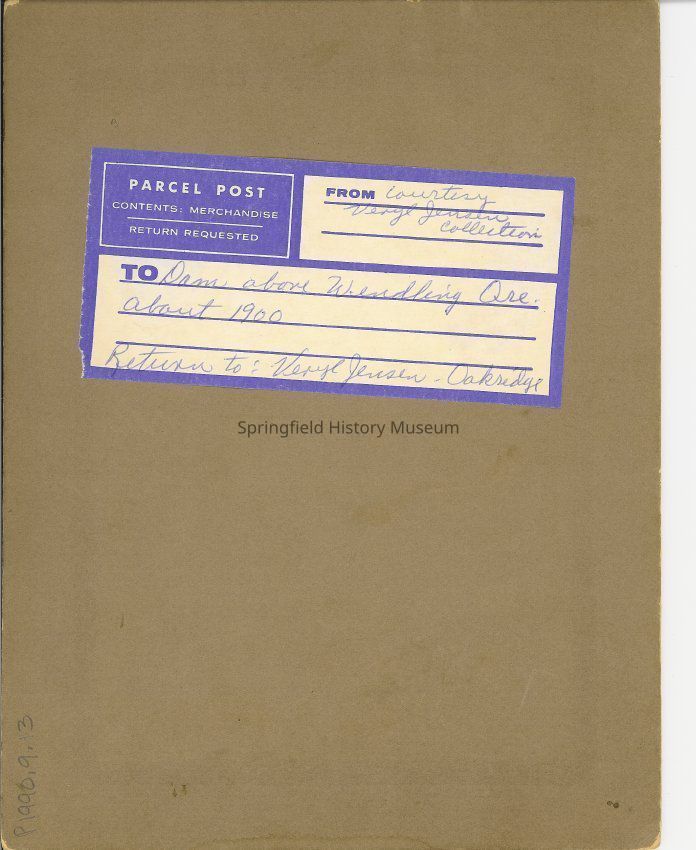 PARCEL POST
CONTENTS: MERCHANDISE
RETURN REQUESTED
FROM Courtesy
Veryl Jensen
Collection
TO Dam above Wendling Ore.
about 1900
Return to: Veryl Jensen - Oakridge
Springfield History Museum
P1990.9.13